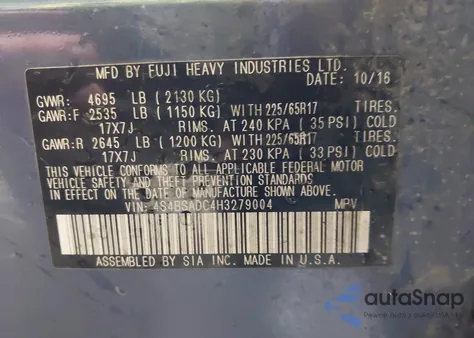 MFD BY FUJI HEAVY INDUSTRIES LTD.
DATE: 10/16
GVWR: 4695 LB (2130 KG)
GAWR:F 2535 LB (1150 KG) WITH 225/65R17 TIRES.
17X7J RIMS. AT 240 KPA (35 PSI) COLD
GAWR:R 2645 LB (1200 KG) WITH 225/65R17 TIRES.
17X7J RIMS. AT 230 KPA (33 PSI) COLD
THIS VEHICLE CONFORMS TO ALL APPLICABLE FEDERAL MOTOR
VEHICLE SAFETY AND BUMPER STANDARDS
IN EFFECT ON THE DATE OF MANUFACTURE SHOWN ABOVE.
VIN: 4S4BSADC4H3279004 MPV
ASSEMBLED BY SIA INC. MADE IN U.S.A.
autoSnap
Pewne Auto z USA